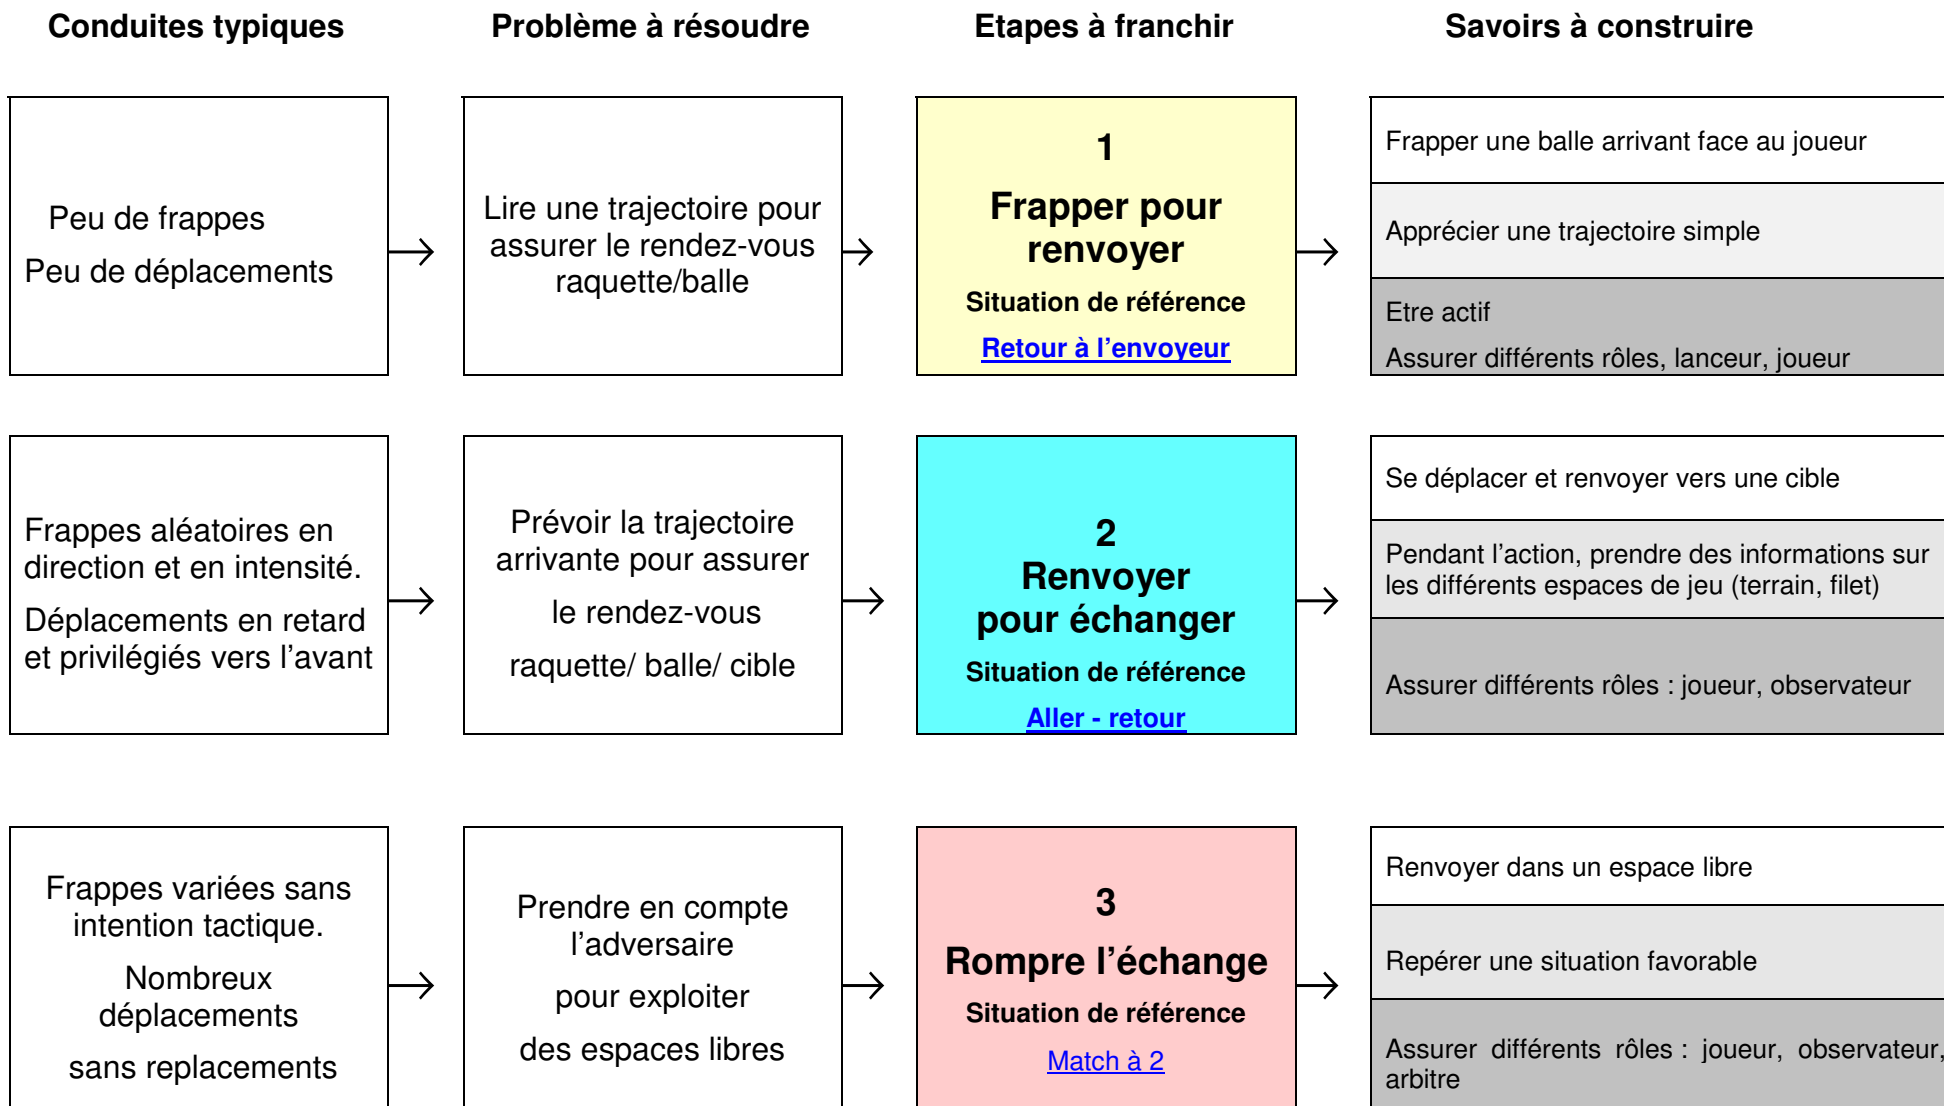 Conduites typiques
Problème à résoudre
Etapes à franchir
Savoirs à construire
Peu de frappes
Peu de déplacements
Lire une trajectoire pour
assurer le rendez-vous
raquette/balle
1
Frapper pour
renvoyer
Situation de référence
Retour à l’envoyeur
Frapper une balle arrivant face au joueur
Apprécier une trajectoire simple
Etre actif
Assurer différents rôles, lanceur, joueur
Frappes aléatoires en
direction et en intensité.
Déplacements en retard
et privilégiés vers l’avant
Prévoir la trajectoire
arrivante pour assurer
le rendez-vous
raquette/ balle/ cible
2
Renvoyer
pour échanger
Situation de référence
Aller - retour
Se déplacer et renvoyer vers une cible
Pendant l’action, prendre des informations sur
les différents espaces de jeu (terrain, filet)
Assurer différents rôles : joueur, observateur
Frappes variées sans
intention tactique.
Nombreux
déplacements
sans replacements
Prendre en compte
l’adversaire
pour exploiter
des espaces libres
3
Rompre l’échange
Situation de référence
Match à 2
Renvoyer dans un espace libre
Repérer une situation favorable
Assurer différents rôles : joueur, observateur,
arbitre